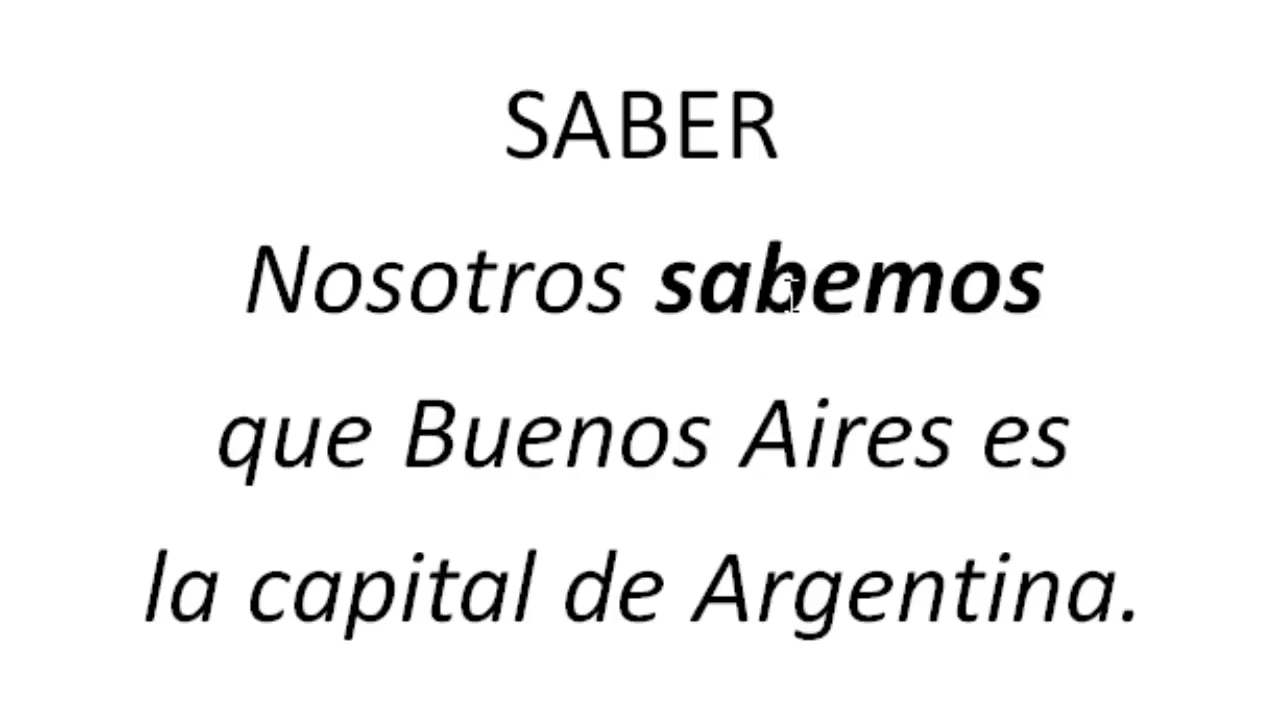 SABER
Nosotros sabemos
que Buenos Aires es
la capital de Argentina.